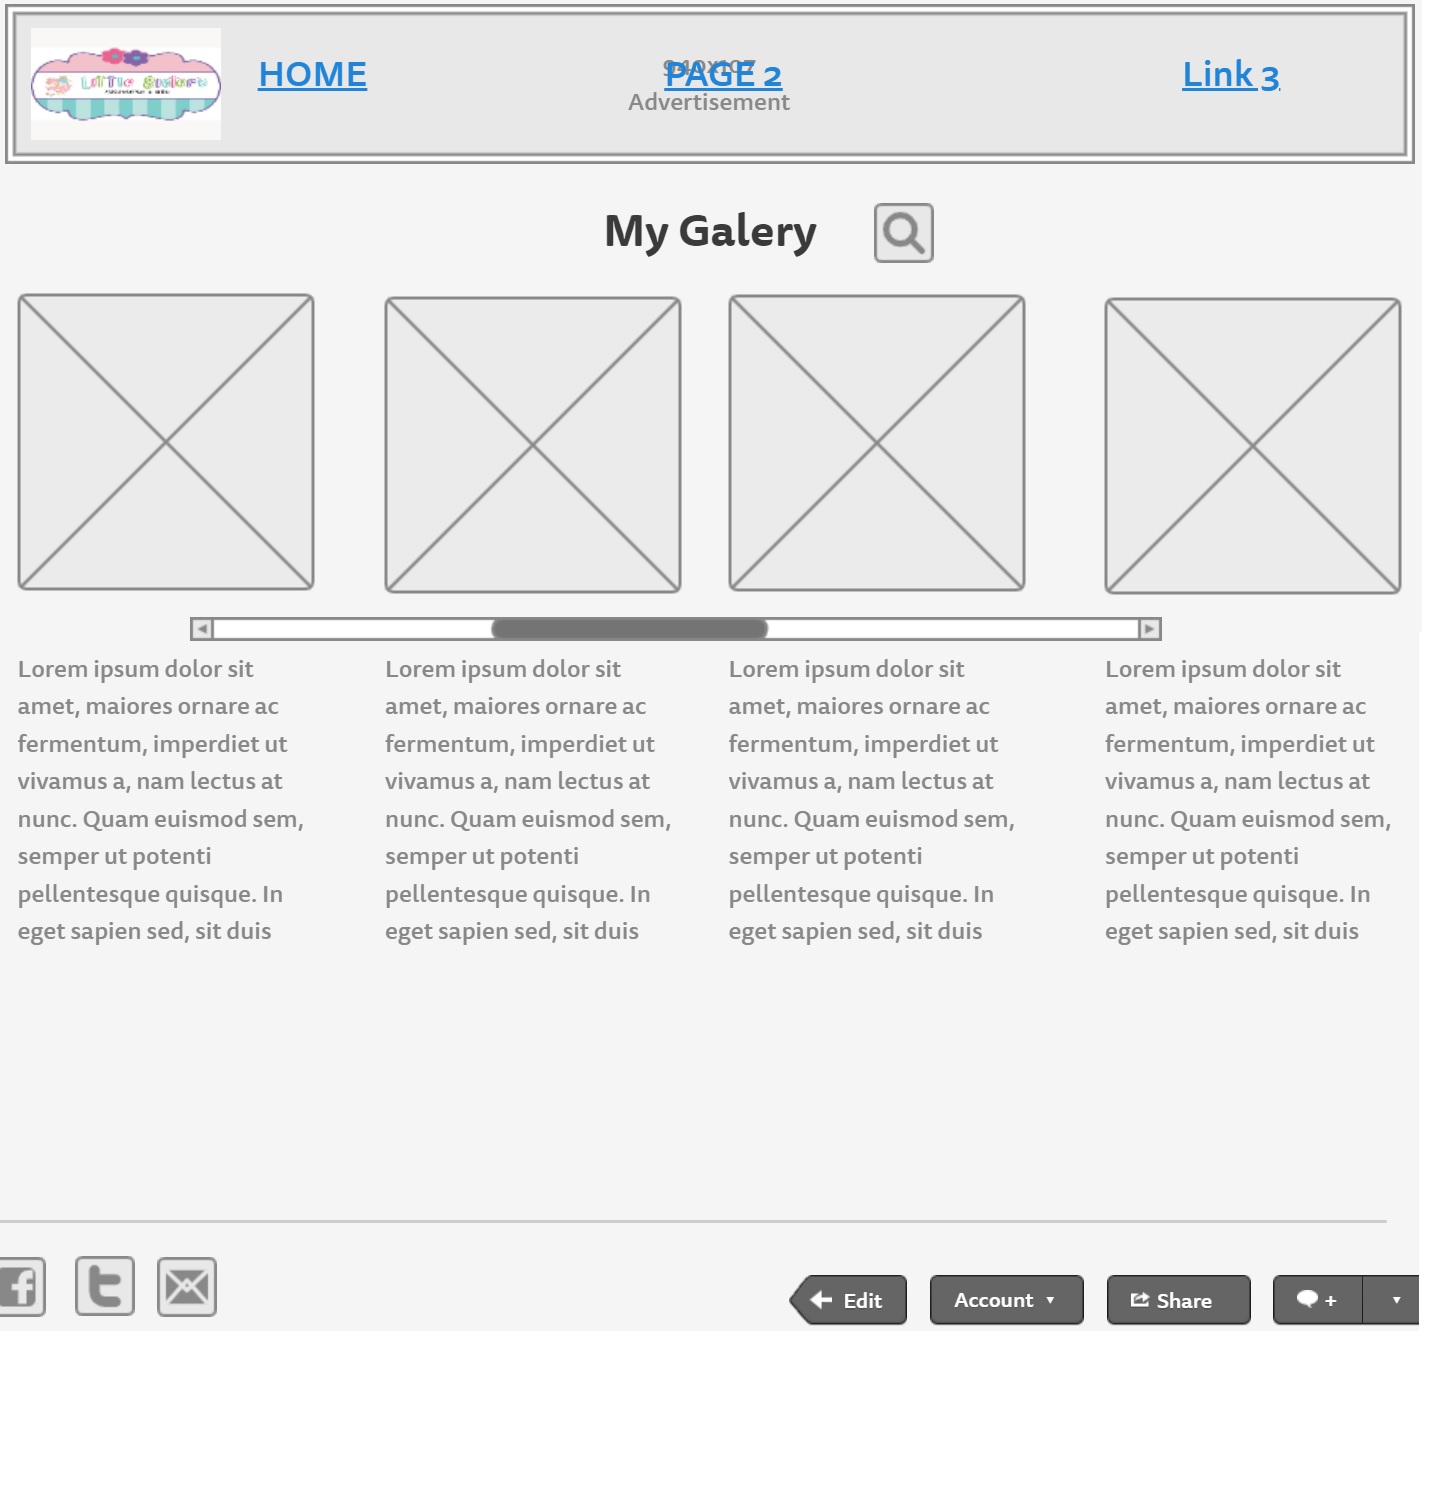 HOME
PAGE 2
Link 3
Advertisement
My Galery
Lorem ipsum dolor sit
amet, maiores ornare ac
fermentum, imperdiet ut
vivamus a, nam lectus at
nunc. Quam euismod sem,
semper ut potenti
pellentesque quisque. In
eget sapien sed, sit duis
Lorem ipsum dolor sit
amet, maiores ornare ac
fermentum, imperdiet ut
vivamus a, nam lectus at
nunc. Quam euismod sem,
semper ut potenti
pellentesque quisque. In
eget sapien sed, sit duis
Lorem ipsum dolor sit
amet, maiores ornare ac
fermentum, imperdiet ut
vivamus a, nam lectus at
nunc. Quam euismod sem,
semper ut potenti
pellentesque quisque. In
eget sapien sed, sit duis
Lorem ipsum dolor sit
amet, maiores ornare ac
fermentum, imperdiet ut
vivamus a, nam lectus at
nunc. Quam euismod sem,
semper ut potenti
pellentesque quisque. In
eget sapien sed, sit duis
Edit
Account
Share
+